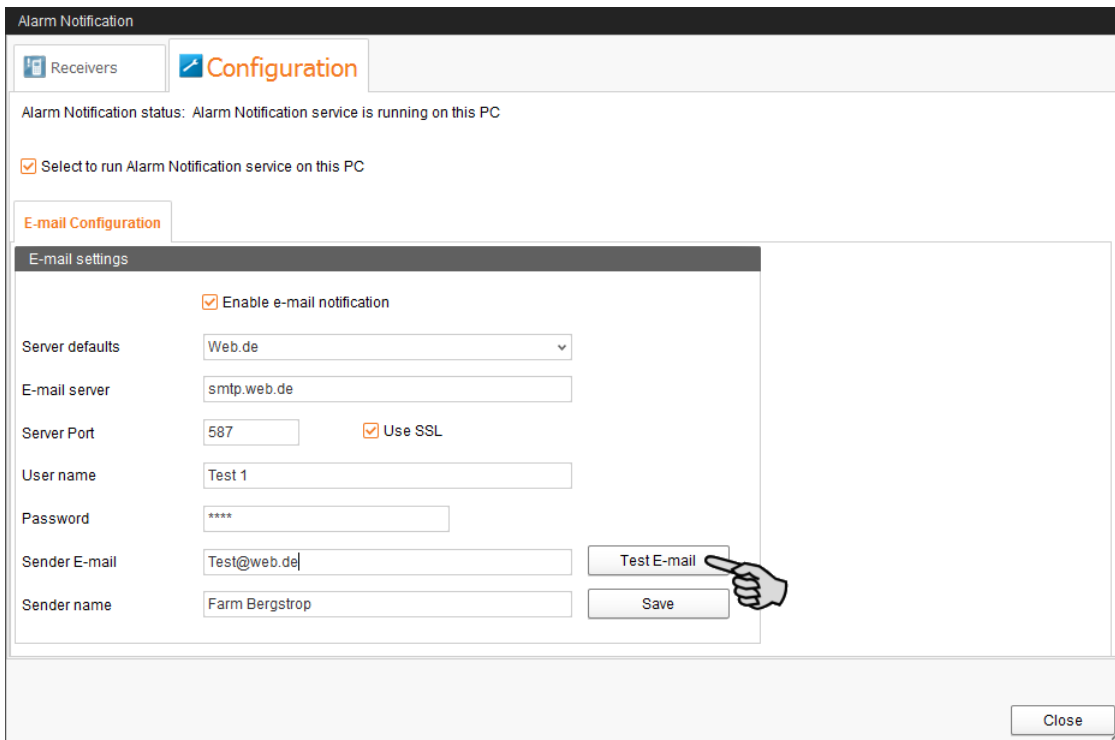 Alarm Notification
Receivers
Configuration
Alarm Notification status: Alarm Notification service is running on this PC
Select to run Alarm Notification service on this PC
E-mail Configuration
E-mail settings
Enable e-mail notification
Server defaults Web.de
E-mail server smtp.web.de
Server Port 587 Use SSL
User name Test 1
Password ****
Sender E-mail Test@web.de Test E-mail
Sender name Farm Bergstrop Save
Close